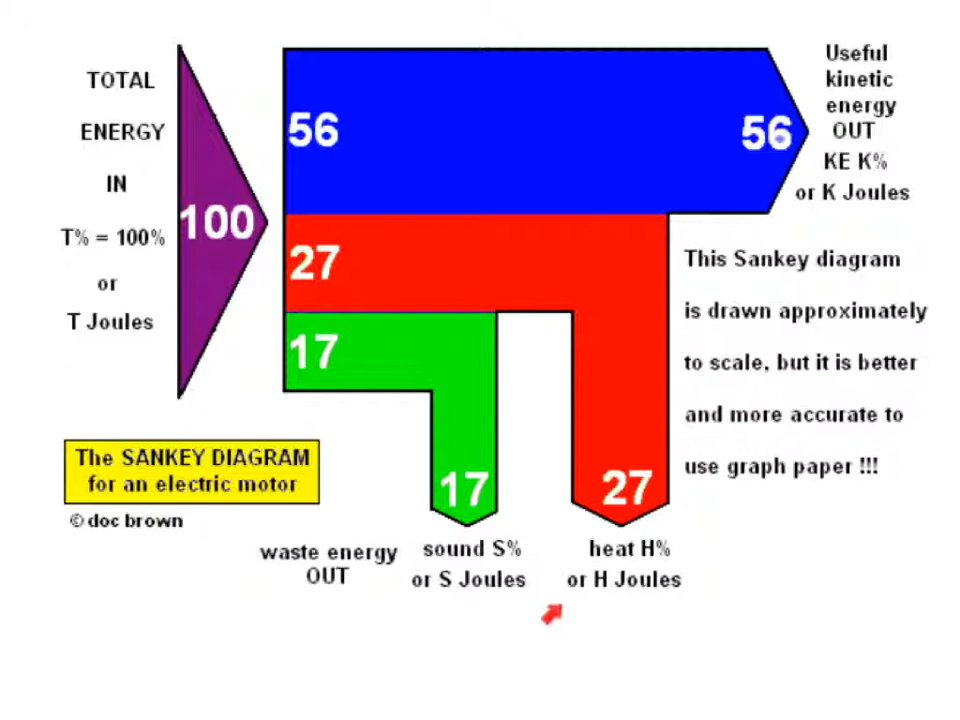 TOTAL
ENERGY
IN
T% = 100%
or
T Joules
100
56
56
27
17
17
27
Useful
kinetic
energy
OUT
KE K%
or K Joules
This Sankey diagram
is drawn approximately
to scale, but it is better
and more accurate to
use graph paper !!!
The SANKEY DIAGRAM
for an electric motor
© doc brown
waste energy
OUT
sound S%
or S Joules
heat H%
or H Joules